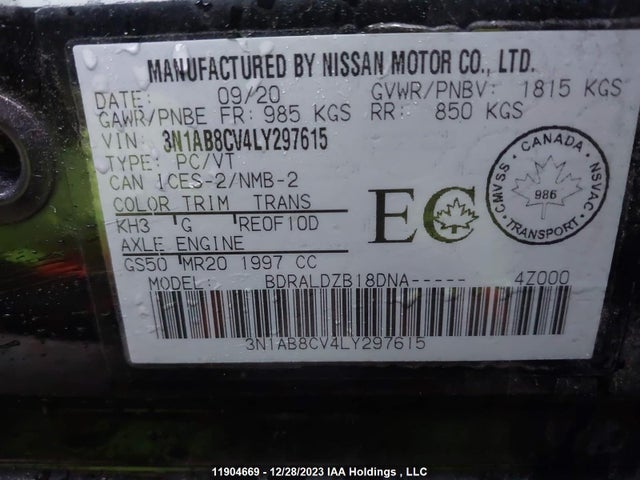 MANUFACTURED BY NISSAN MOTOR CO., LTD.
DATE: 09/20 GVWR/PNBV: 1815 KGS
GAWR/PNBE FR: 985 KGS RR: 850 KGS
VIN: 3N1AB8CV4LY297615
TYPE: PC/VT
CAN ICES-2/NMB-2
COLOR TRIM TRANS
KH3 G RE0F10D
AXLE ENGINE
GS50 MR20 1997 CC
EC
CANADA
CMVSS NSVAC
986
TRANSPORT
MODEL: BDRALDZB18DNA----- 4Z000
3N1AB8CV4LY297615
11904669 - 12/28/2023 IAA Holdings , LLC